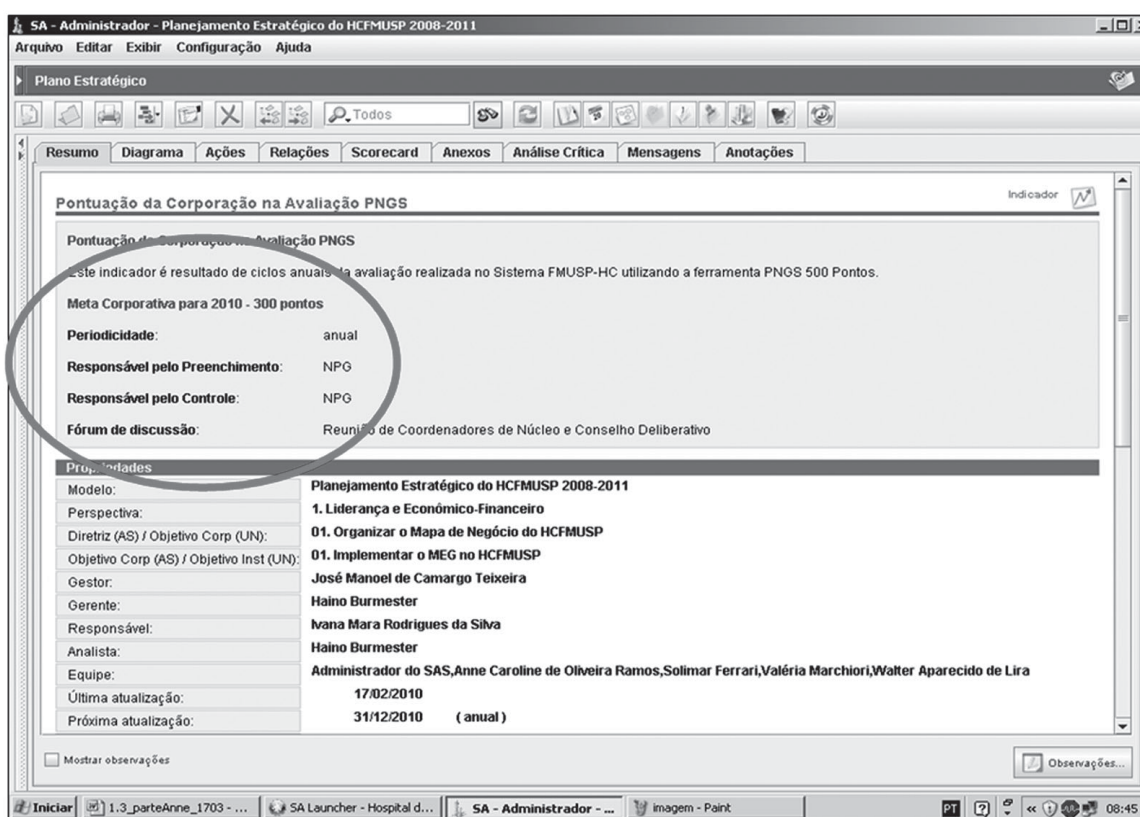 SA - Administrador - Planejamento Estratégico do HCFMUSP 2008-2011
Arquivo Editar Exibir Configuração Ajuda
Plano Estratégico
Todos
Resumo Diagrama Ações Relações Scorecard Anexos Análise Crítica Mensagens Anotações
Indicador
Pontuação da Corporação na Avaliação PNGS
Pontuação da Corporação na Avaliação PNGS
Este indicador é resultado de ciclos anuais da avaliação realizada no Sistema FMUSP-HC utilizando a ferramenta PNGS 500 Pontos.
Meta Corporativa para 2010 - 300 pontos
Periodicidade: anual
Responsável pelo Preenchimento: NPG
Responsável pelo Controle: NPG
Fórum de discussão: Reunião de Coordenadores de Núcleo e Conselho Deliberativo
Propriedades
Modelo: Planejamento Estratégico do HCFMUSP 2008-2011
Perspectiva: 1. Liderança e Econômico-Financeiro
Diretriz (AS) / Objetivo Corp (UN): 01. Organizar o Mapa de Negócio do HCFMUSP
Objetivo Corp (AS) / Objetivo Inst (UN): 01. Implementar o MEG no HCFMUSP
Gestor: José Manoel de Camargo Teixeira
Gerente: Haino Burmester
Responsável: Ivana Mara Rodrigues da Silva
Analista: Haino Burmester
Equipe: Administrador do SAS,Anne Caroline de Oliveira Ramos,Solimar Ferrari,Valéria Marchiori,Walter Aparecido de Lira
Última atualização: 17/02/2010
Próxima atualização: 31/12/2010 ( anual )
Mostrar observações
Observações...
Iniciar 1.3_parteAnne_1703 - ... SA Launcher - Hospital d... SA - Administrador - ... imagem - Paint PT 08:45